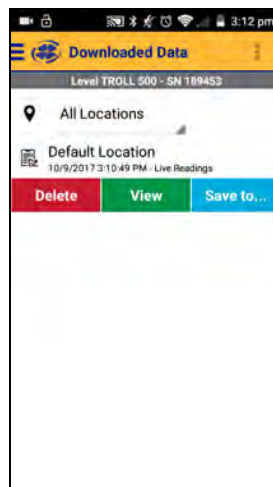 3:12 pm
Downloaded Data
Level TROLL 500 - SN 189453
All Locations
Default Location
10/9/2017 3:10:49 PM - Live Readings
Delete View Save to...